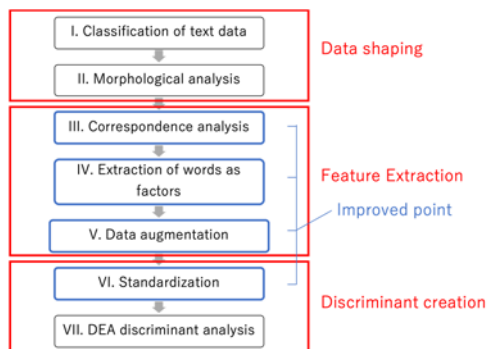 I. Classification of text data
Data shaping
II. Morphological analysis
III. Correspondence analysis
IV. Extraction of words as
factors
Feature Extraction
Improved point
V. Data augmentation
VI. Standardization
Discriminant creation
VII. DEA discriminant analysis